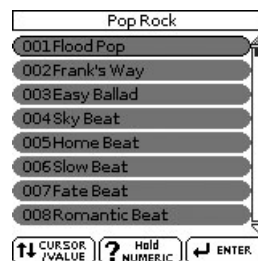 Pop Rock
001Flood Pop
002Frank's Way
003Easy Ballad
004Sky Beat
005Home Beat
006Slow Beat
007Fate Beat
008Romantic Beat
CURSOR /VALUE ? Hold NUMERIC ENTER